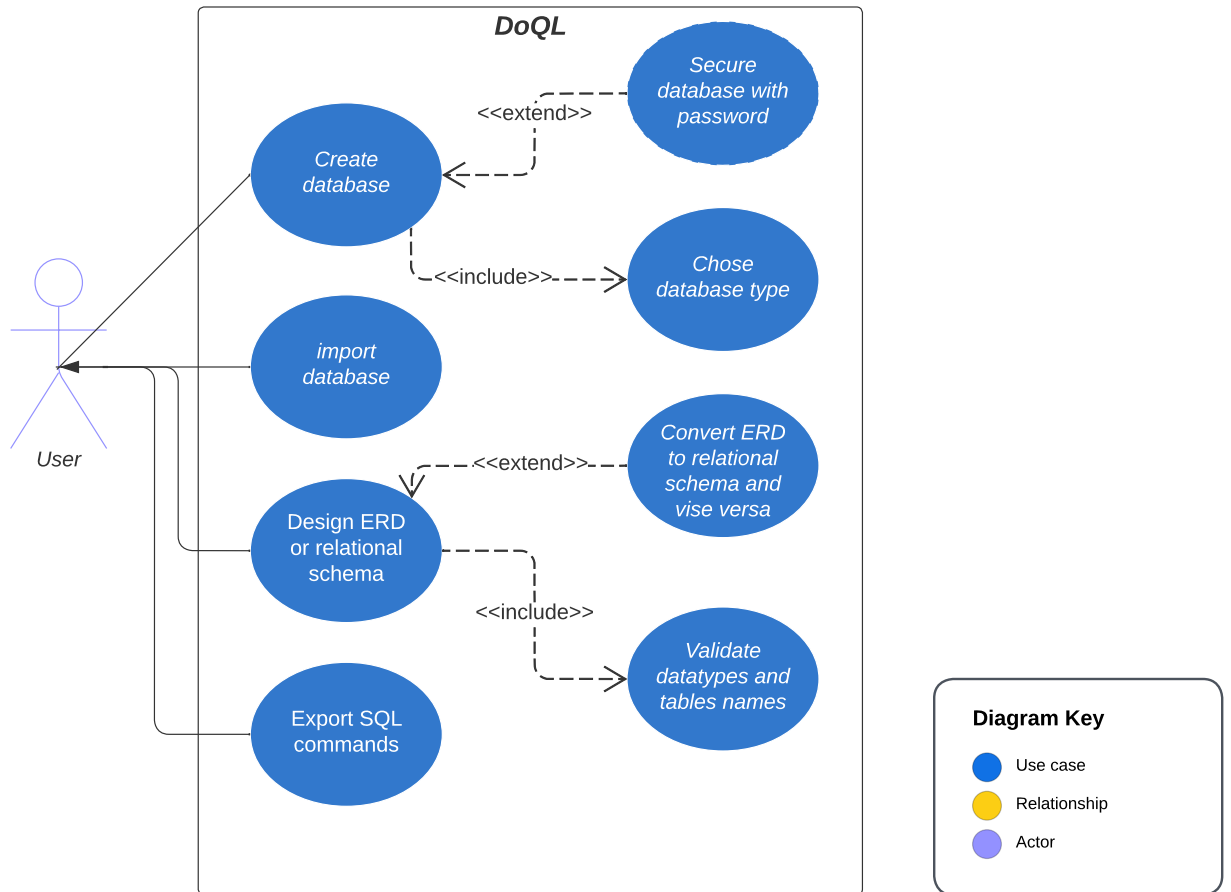 DoQL
Secure
database with
password
<<extend>>
Create
database
<<include>>
Chose
database type
import
database
User
Convert ERD
to relational
schema and
vise versa
<<extend>>
Design ERD
or relational
schema
<<include>>
Validate
datatypes and
tables names
Export SQL
commands
Diagram Key
Use case
Relationship
Actor